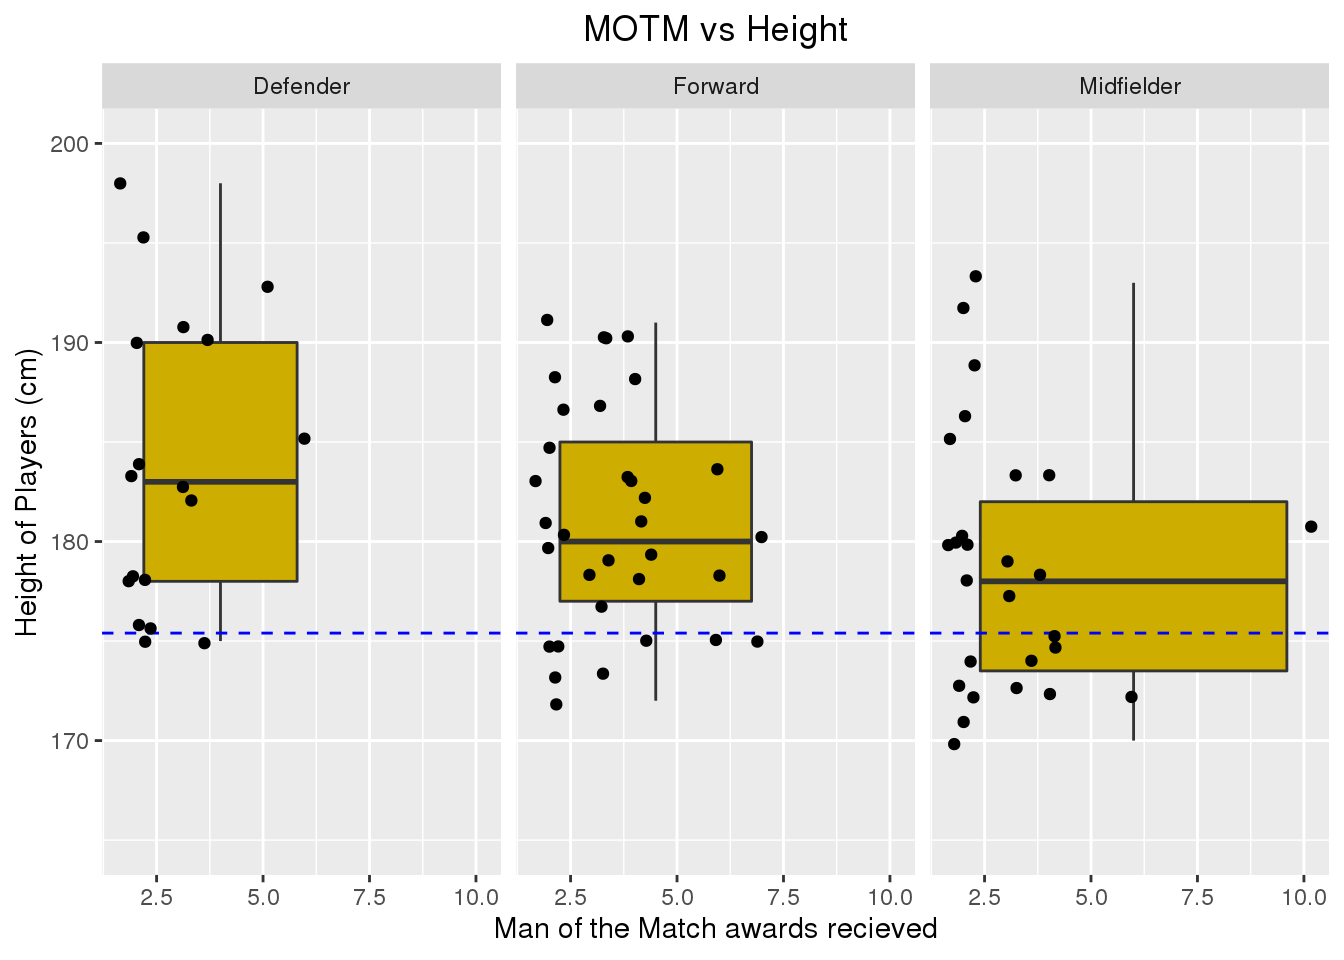 MOTM vs Height
Defender Forward Midfielder
200
190
180
170
Height of Players (cm)
2.5 5.0 7.5 10.0 2.5 5.0 7.5 10.0 2.5 5.0 7.5 10.0
Man of the Match awards recieved